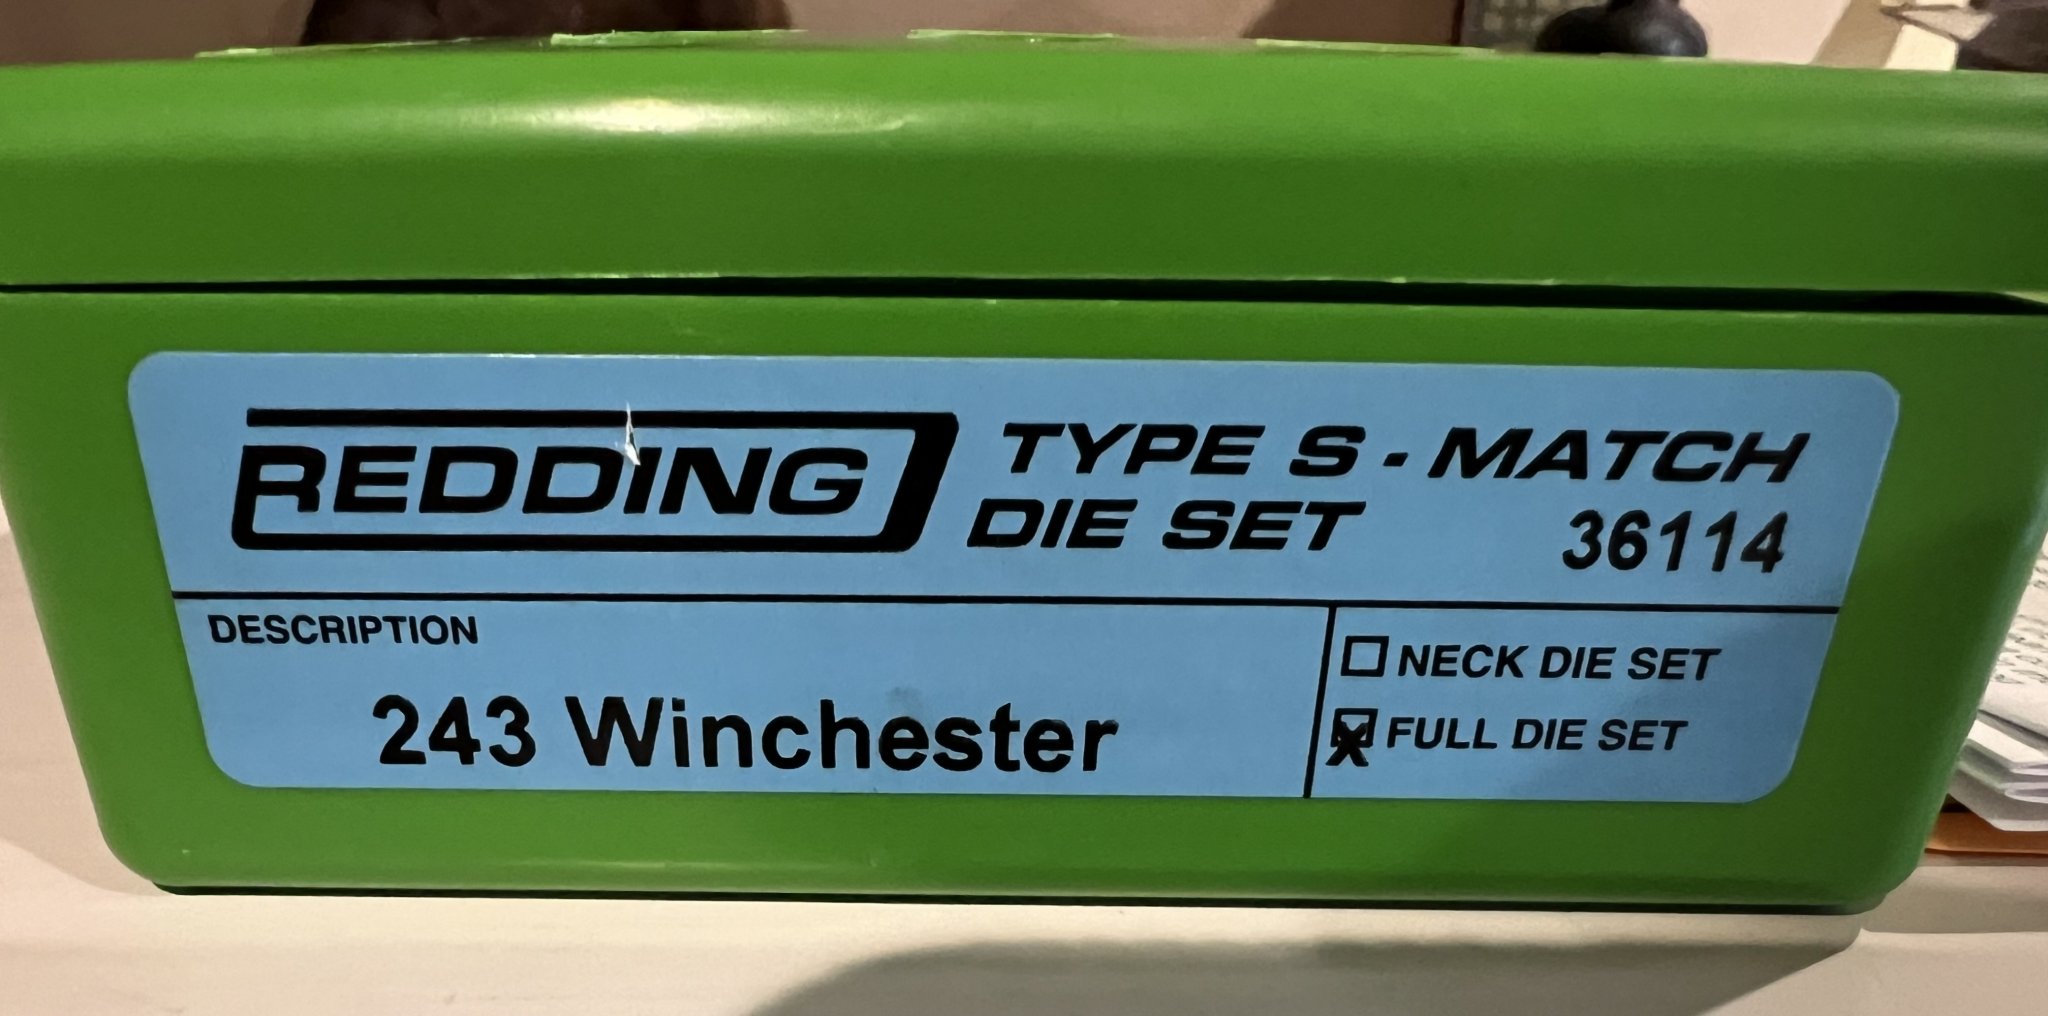 REDDING
TYPE S - MATCH
DIE SET
36114
DESCRIPTION
243 Winchester
NECK DIE SET
X FULL DIE SET